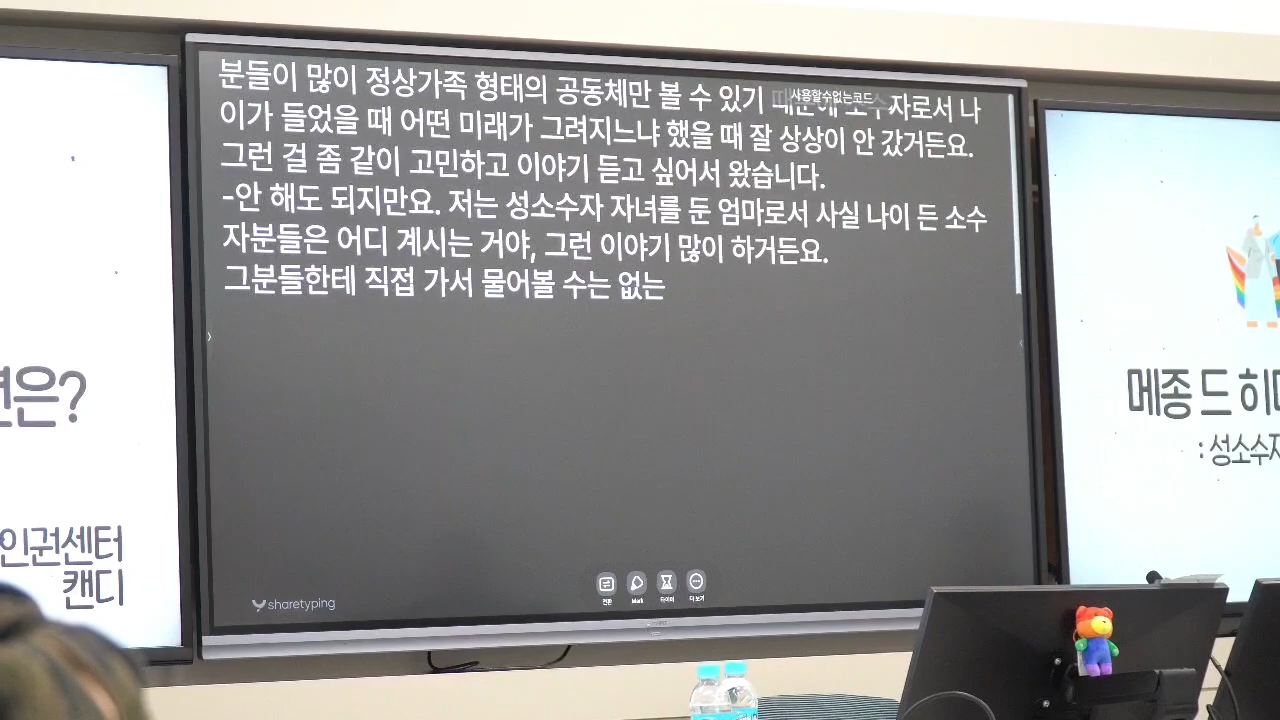 분들이 많이 정상가족 형태의 공동체만 볼 수 있기 때문에 소수자로서 나
사용할수없는코드
이가 들었을 때 어떤 미래가 그려지느냐 했을 때 잘 상상이 안 갔거든요.
그런 걸 좀 같이 고민하고 이야기 듣고 싶어서 왔습니다.
-안 해도 되지만요. 저는 성소수자 자녀를 둔 엄마로서 사실 나이 든 소수
자분들은 어디 계시는 거야, 그런 이야기 많이 하거든요.
그분들한테 직접 가서 물어볼 수는 없는
전환 Mark 타이머 더 보기
sharetyping
은?
인권센터
캔디
메종 드 히
: 성소수자